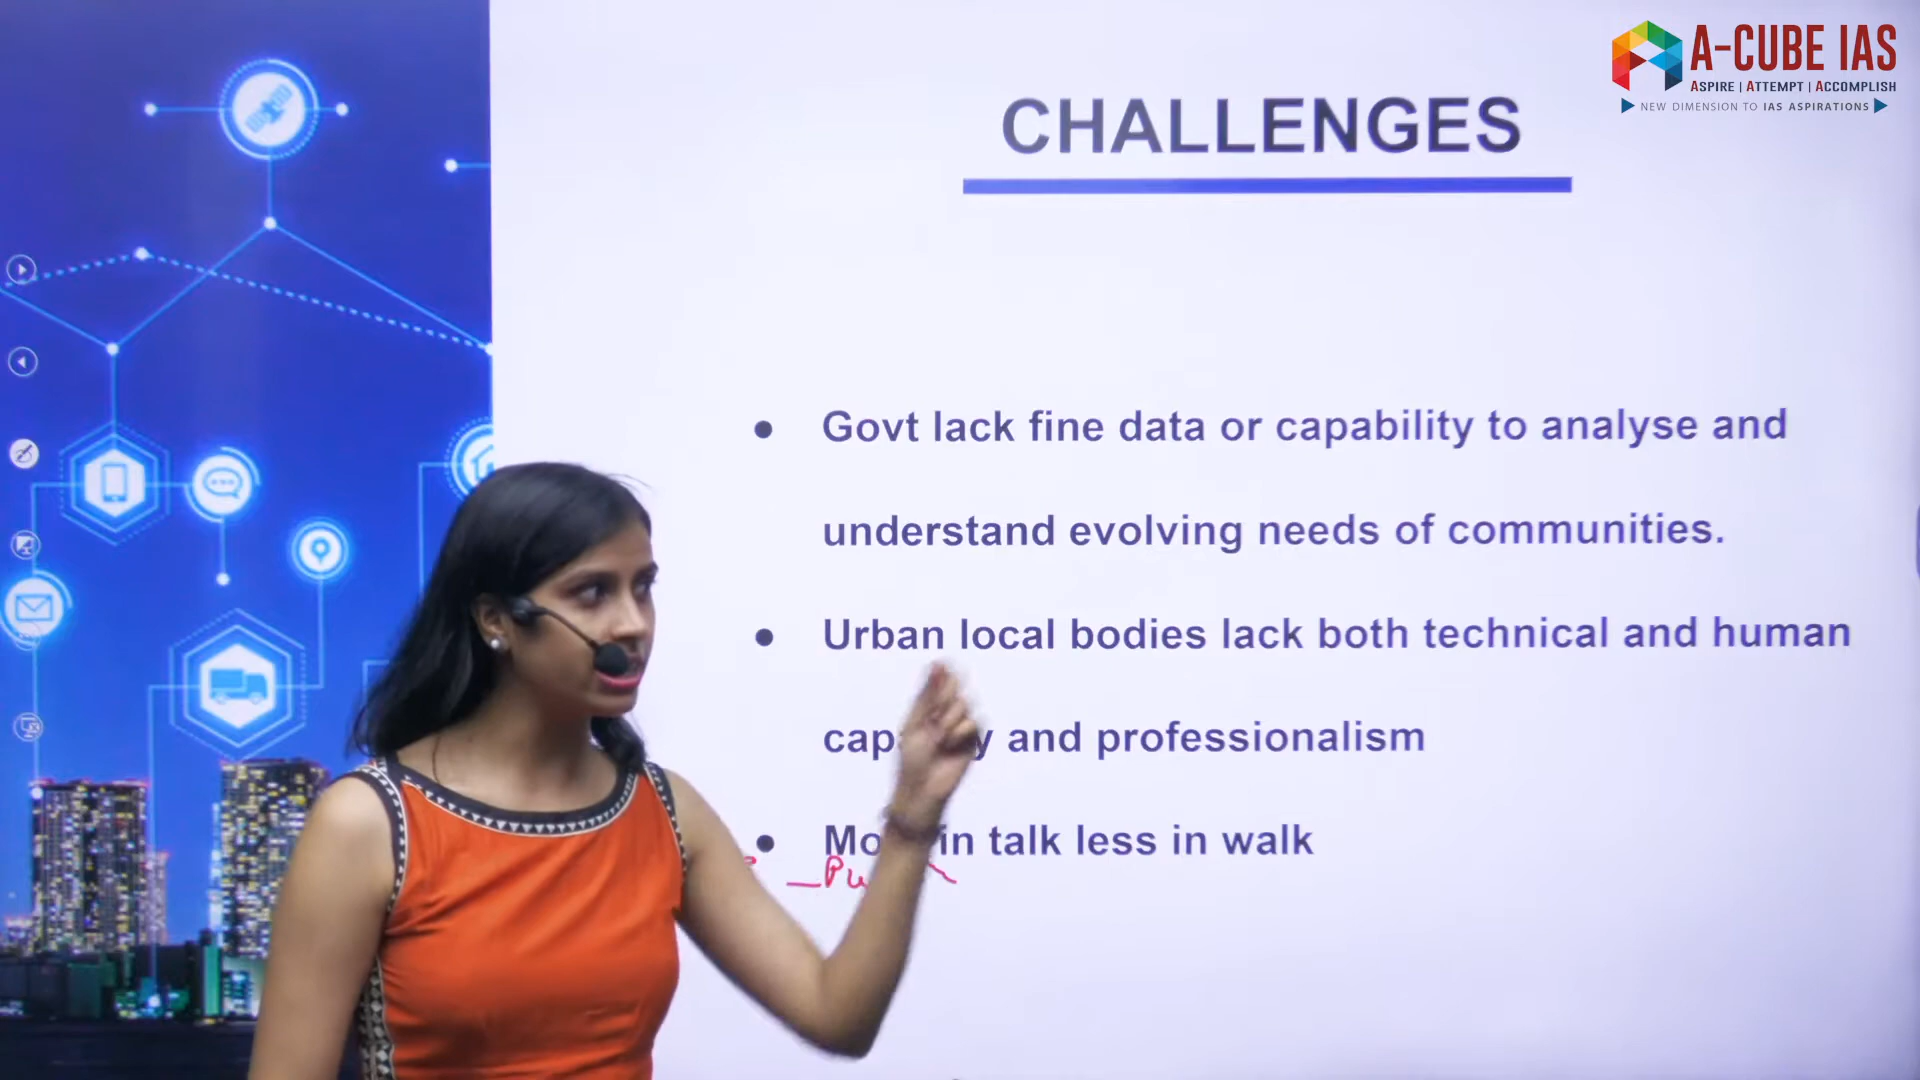 A-CUBE IAS
ASPIRE | ATTEMPT | ACCOMPLISH
NEW DIMENSION TO IAS ASPIRATIONS
CHALLENGES
• Govt lack fine data or capability to analyse and
understand evolving needs of communities.
• Urban local bodies lack both technical and human
and professionalism
• in talk less in walk